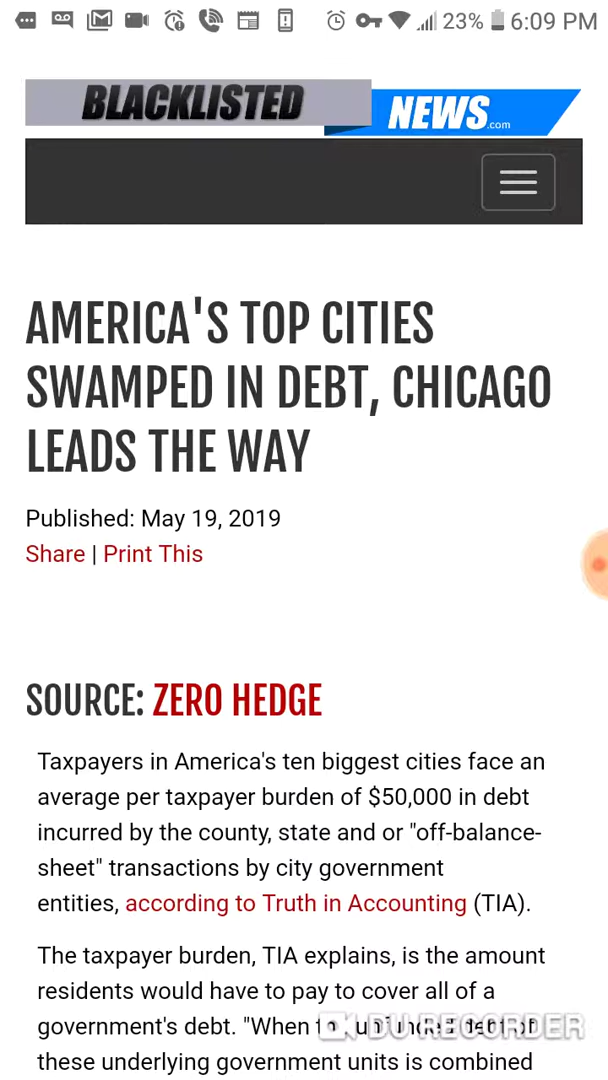 23% 6:09 PM
BLACKLISTED
NEWS.com
AMERICA'S TOP CITIES
SWAMPED IN DEBT, CHICAGO
LEADS THE WAY
Published: May 19, 2019
Share | Print This
SOURCE: ZERO HEDGE
Taxpayers in America's ten biggest cities face an
average per taxpayer burden of $50,000 in debt
incurred by the county, state and or "off-balance-
sheet" transactions by city government
entities, according to Truth in Accounting (TIA).
The taxpayer burden, TIA explains, is the amount
residents would have to pay to cover all of a
government's debt. "When unfunded debt of
DU RECORDER
these underlying government units is combined